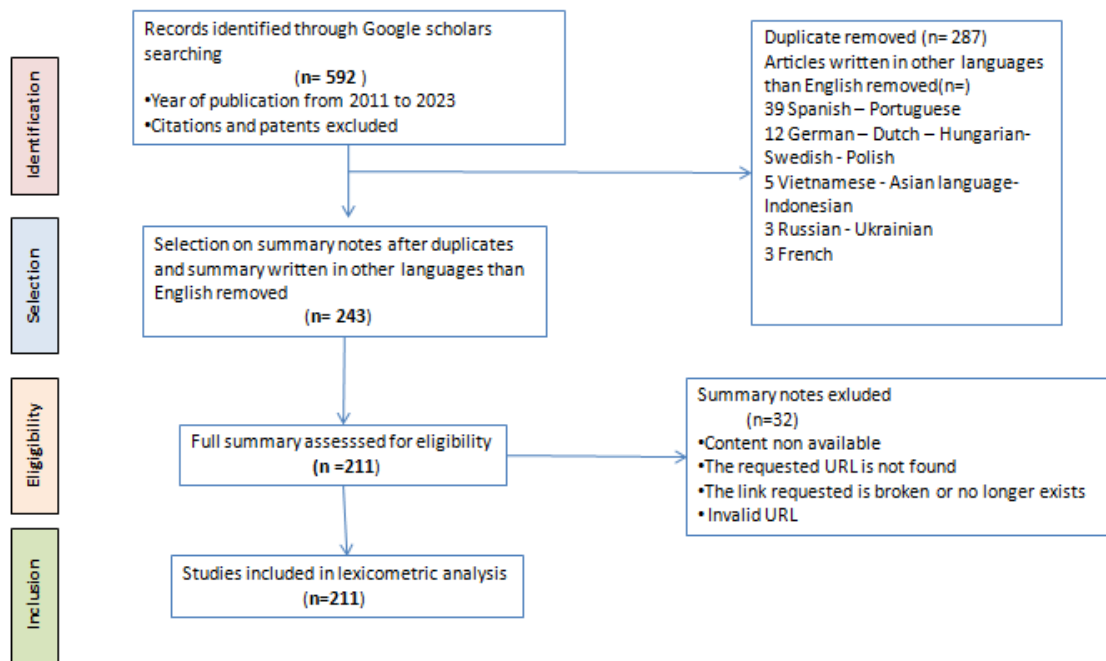 Records identified through Google scholars
searching
(n= 592 )
•Year of publication from 2011 to 2023
•Citations and patents excluded
Duplicate removed (n= 287)
Articles written in other languages
than English removed(n=)
39 Spanish – Portuguese
12 German – Dutch – Hungarian-
Swedish - Polish
5 Vietnamese - Asian language-
Indonesian
3 Russian - Ukrainian
3 French
Identification
Selection on summary notes after duplicates
and summary written in other languages than
English removed
(n= 243)
Selection
Summary notes exluded
(n=32)
•Content non available
•The requested URL is not found
•The link requested is broken or no longer exists
•Invalid URL
Full summary assesssed for eligibility
(n =211)
Eligigibility
Studies included in lexicometric analysis
(n=211)
Inclusion